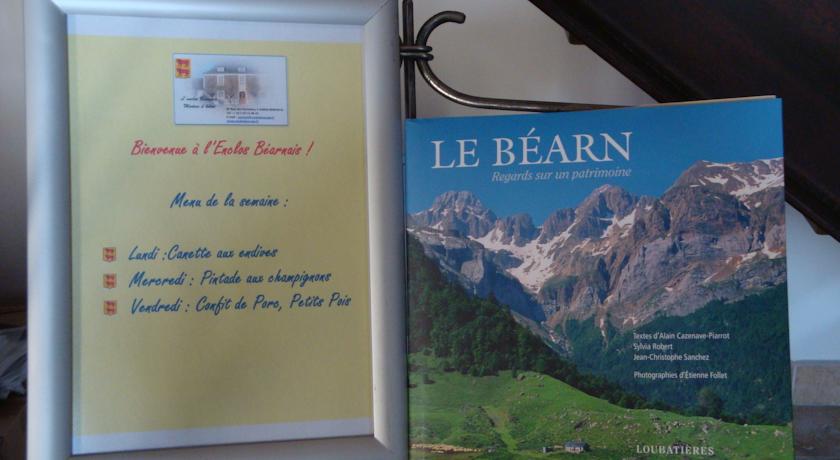 L'enclos Béarnais
Bienvenue à l'Enclos Béarnais !
Menu de la semaine :
Lundi :Canette aux endives
Mercredi : Pintade aux champignons
Vendredi : Confit de Porc, Petits Pois
LE BÉARN
Regards sur un patrimoine
Textes d'Alain Cazenave-Piarrot
Sylvia Robert
Jean-Christophe Sanchez
Photographies d'Étienne Follet
LOUBATIÈRES